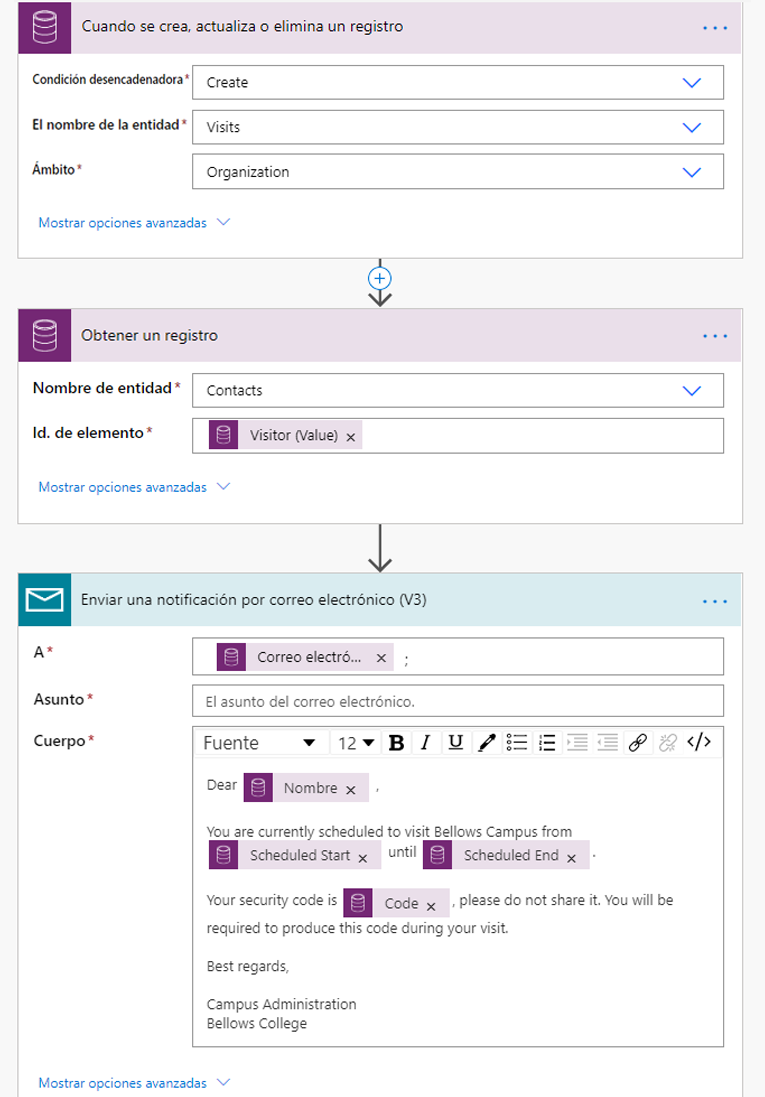 Cuando se crea, actualiza o elimina un registro
Condición desencadenadora* Create
El nombre de la entidad* Visits
Ámbito* Organization
Mostrar opciones avanzadas
Obtener un registro
Nombre de entidad* Contacts
Id. de elemento* Visitor (Value) ×
Mostrar opciones avanzadas
Enviar una notificación por correo electrónico (V3)
A* Correo electró... × ;
Asunto* El asunto del correo electrónico.
Cuerpo* Fuente 12 B I U </>
Dear Nombre × ,
You are currently scheduled to visit Bellows Campus from
Scheduled Start × until Scheduled End × .
Your security code is Code × , please do not share it. You will be
required to produce this code during your visit.
Best regards,
Campus Administration
Bellows College
Mostrar opciones avanzadas